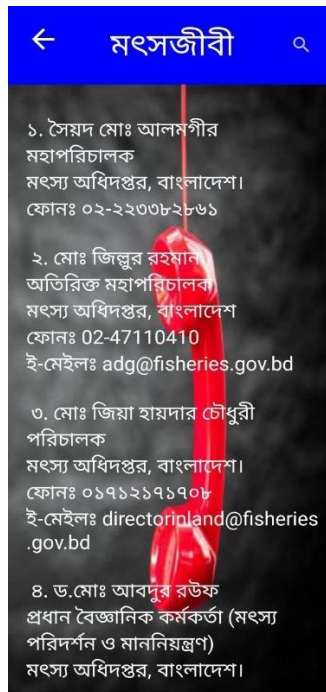 মৎসজীবী
১. সৈয়দ মোঃ আলমগীর
মহাপরিচালক
মৎস্য অধিদপ্তর, বাংলাদেশ।
ফোনঃ ০২-২২৩৩৮২৮৬১
২. মোঃ জিল্লুর রহমান
অতিরিক্ত মহাপরিচালক
মৎস্য অধিদপ্তর, বাংলাদেশ
ফোনঃ 02-47110410
ই-মেইলঃ adg@fisheries.gov.bd
৩. মোঃ জিয়া হায়দার চৌধুরী
পরিচালক
মৎস্য অধিদপ্তর, বাংলাদেশ।
ফোনঃ ০১৭১২১৭১৭০৮
ই-মেইলঃ directorinland@fisheries
.gov.bd
৪. ড.মোঃ আবদুর রউফ
প্রধান বৈজ্ঞানিক কর্মকর্তা (মৎস্য
পরিদর্শন ও মাননিয়ন্ত্রণ)
মৎস্য অধিদপ্তর, বাংলাদেশ।